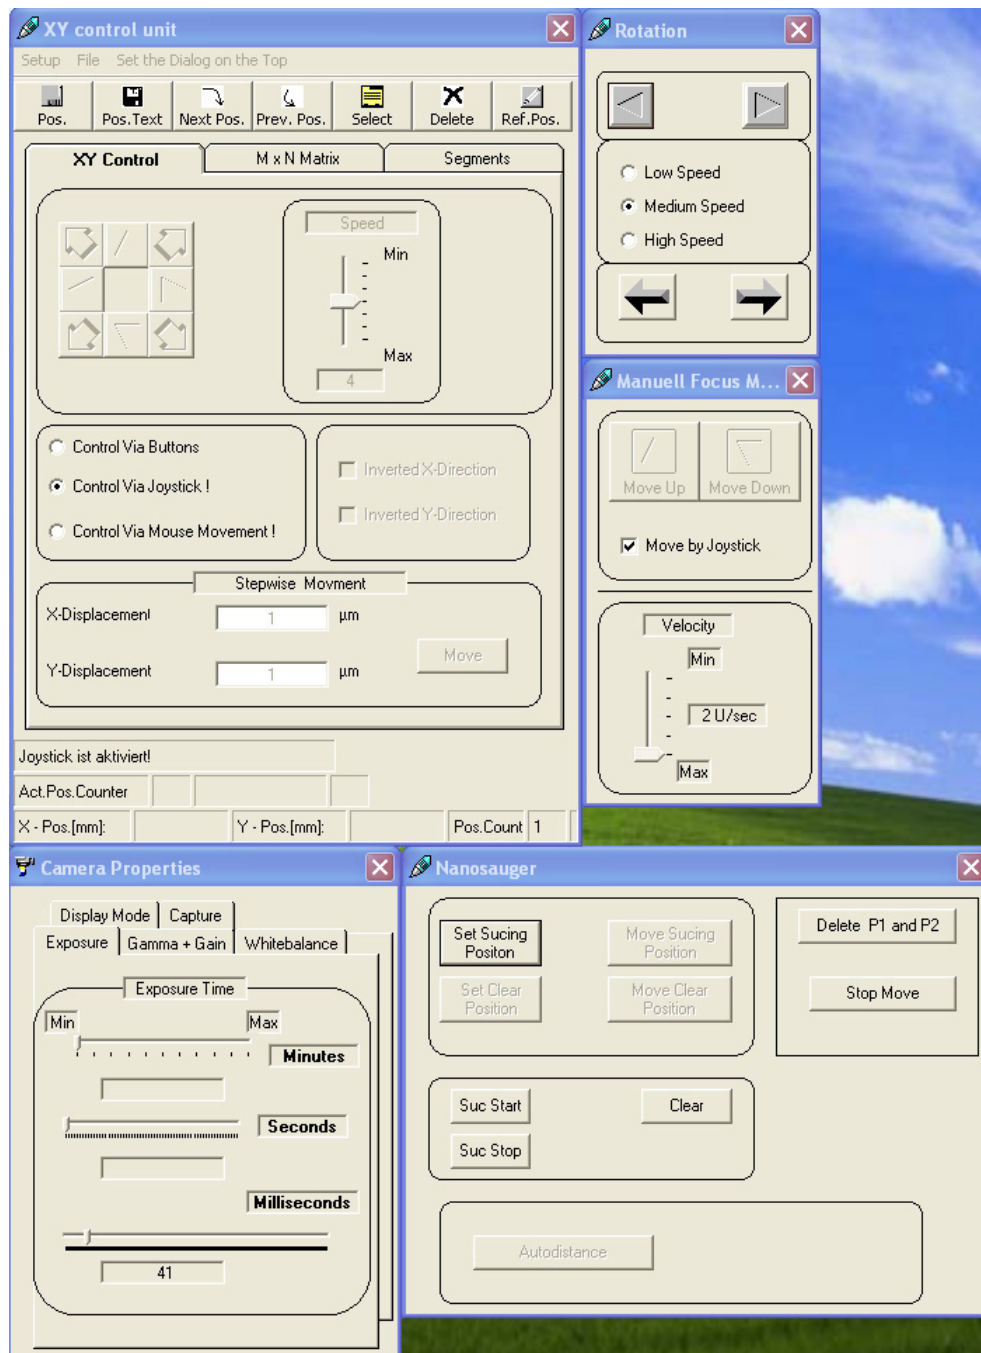 XY control unit
Setup File Set the Dialog on the Top
Pos. Pos.Text Next Pos. Prev. Pos. Select Delete Ref.Pos.
XY Control M x N Matrix Segments
Speed
Min
Max
4
Control Via Buttons
Control Via Joystick !
Control Via Mouse Movement !
Inverted X-Direction
Inverted Y-Direction
Stepwise Movment
X-Displacement 1 µm
Y-Displacement 1 µm
Move
Joystick ist aktiviert!
Act.Pos.Counter
X - Pos.[mm]: Y - Pos.[mm]: Pos.Count 1
Rotation
Low Speed
Medium Speed
High Speed
Manuell Focus M...
Move Up Move Down
Move by Joystick
Velocity
Min
2 U/sec
Max
Camera Properties
Display Mode Capture
Exposure Gamma + Gain Whitebalance
Exposure Time
Min Max
Minutes
Seconds
Milliseconds
41
Nanosauger
Set Sucing
Positon
Move Sucing
Position
Set Clear
Position
Move Clear
Position
Delete P1 and P2
Stop Move
Suc Start Clear
Suc Stop
Autodistance